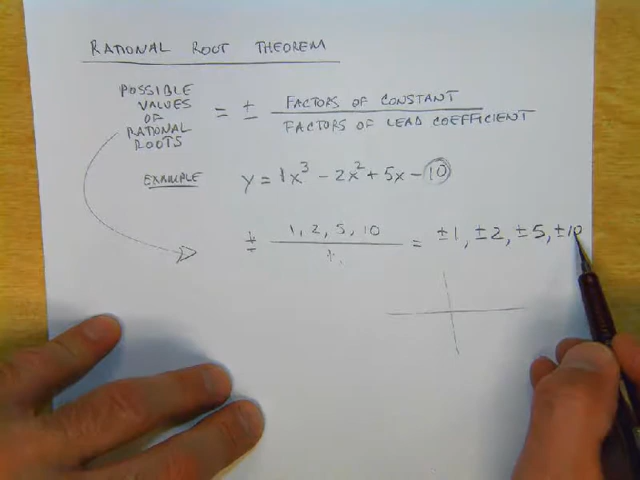 RATIONAL ROOT THEOREM
POSSIBLE
VALUES
OF
RATIONAL
ROOTS
= ± FACTORS OF CONSTANT
FACTORS OF LEAD COEFFICIENT
EXAMPLE y = 1x³ - 2x² + 5x - 10
± 1, 2, 5, 10 = ±1, ±2, ±5, ±10
1